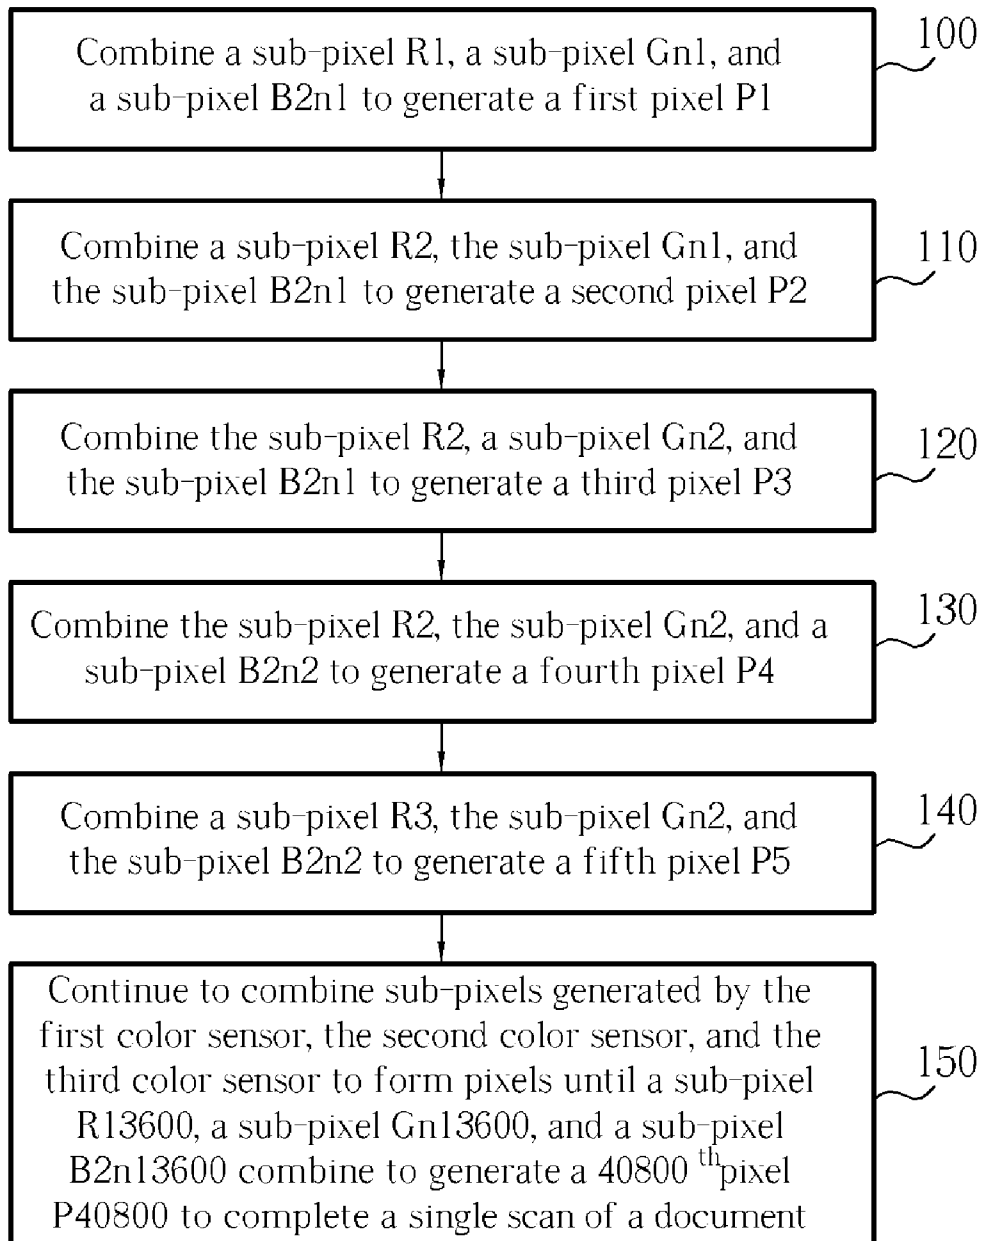 Combine a sub-pixel R1, a sub-pixel Gn1, and
a sub-pixel B2n1 to generate a first pixel P1
100
Combine a sub-pixel R2, the sub-pixel Gn1, and
the sub-pixel B2n1 to generate a second pixel P2
110
Combine the sub-pixel R2, a sub-pixel Gn2, and
the sub-pixel B2n1 to generate a third pixel P3
120
Combine the sub-pixel R2, the sub-pixel Gn2, and a
sub-pixel B2n2 to generate a fourth pixel P4
130
Combine a sub-pixel R3, the sub-pixel Gn2, and
the sub-pixel B2n2 to generate a fifth pixel P5
140
Continue to combine sub-pixels generated by the
first color sensor, the second color sensor, and the
third color sensor to form pixels until a sub-pixel
R13600, a sub-pixel Gn13600, and a sub-pixel
B2n13600 combine to generate a 40800 th pixel
P40800 to complete a single scan of a document
150